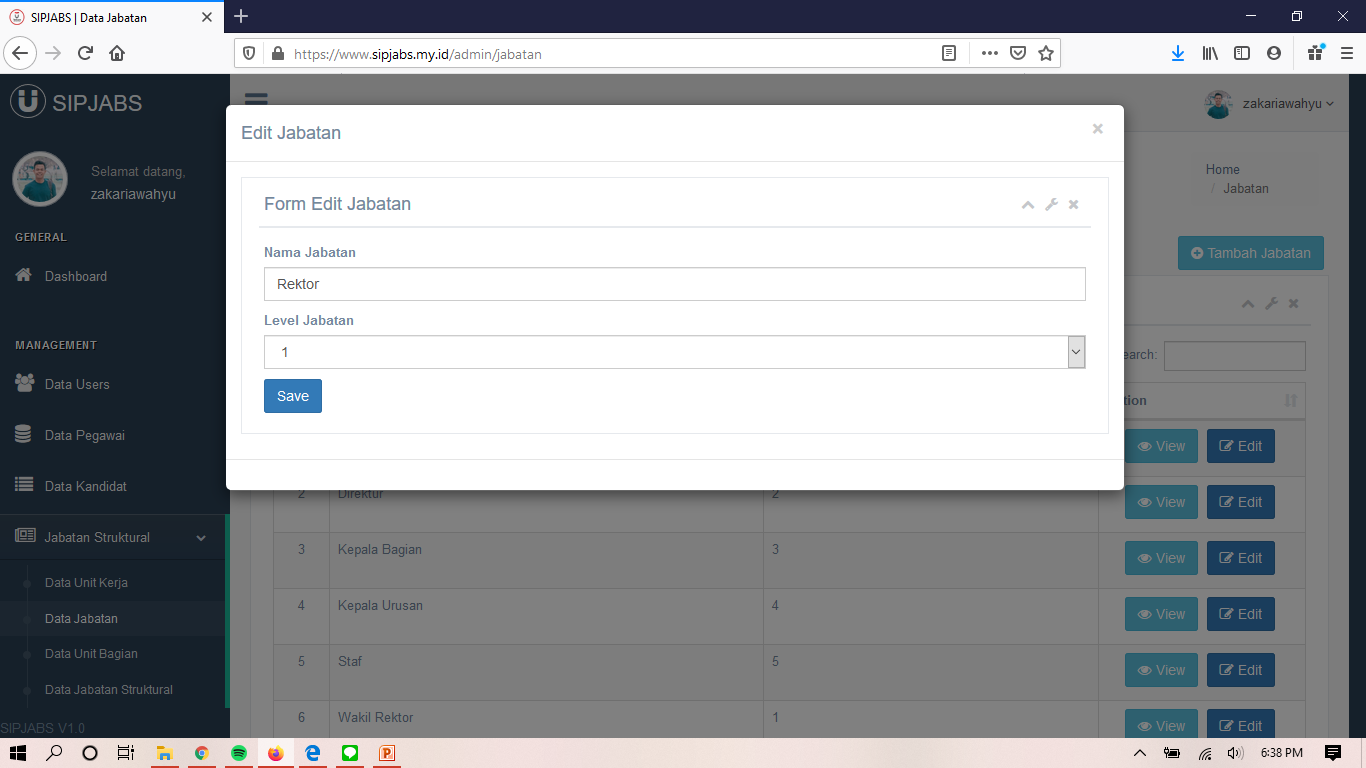 SIPJABS | Data Jabatan
https://www.sipjabs.my.id/admin/jabatan
SIPJABS
zakariawahyu
Selamat datang,
zakariawahyu
GENERAL
Dashboard
MANAGEMENT
Data Users
Data Pegawai
Data Kandidat
Jabatan Struktural
Data Unit Kerja
Data Jabatan
Data Unit Bagian
Data Jabatan Struktural
SIPJABS V1.0
Home
/ Jabatan
Tambah Jabatan
Edit Jabatan
Form Edit Jabatan
Nama Jabatan
Rektor
Level Jabatan
1
Save
earch:
tion
View Edit
2 Direktur 2 View Edit
3 Kepala Bagian 3 View Edit
4 Kepala Urusan 4 View Edit
5 Staf 5 View Edit
6 Wakil Rektor 1 View Edit
6:38 PM